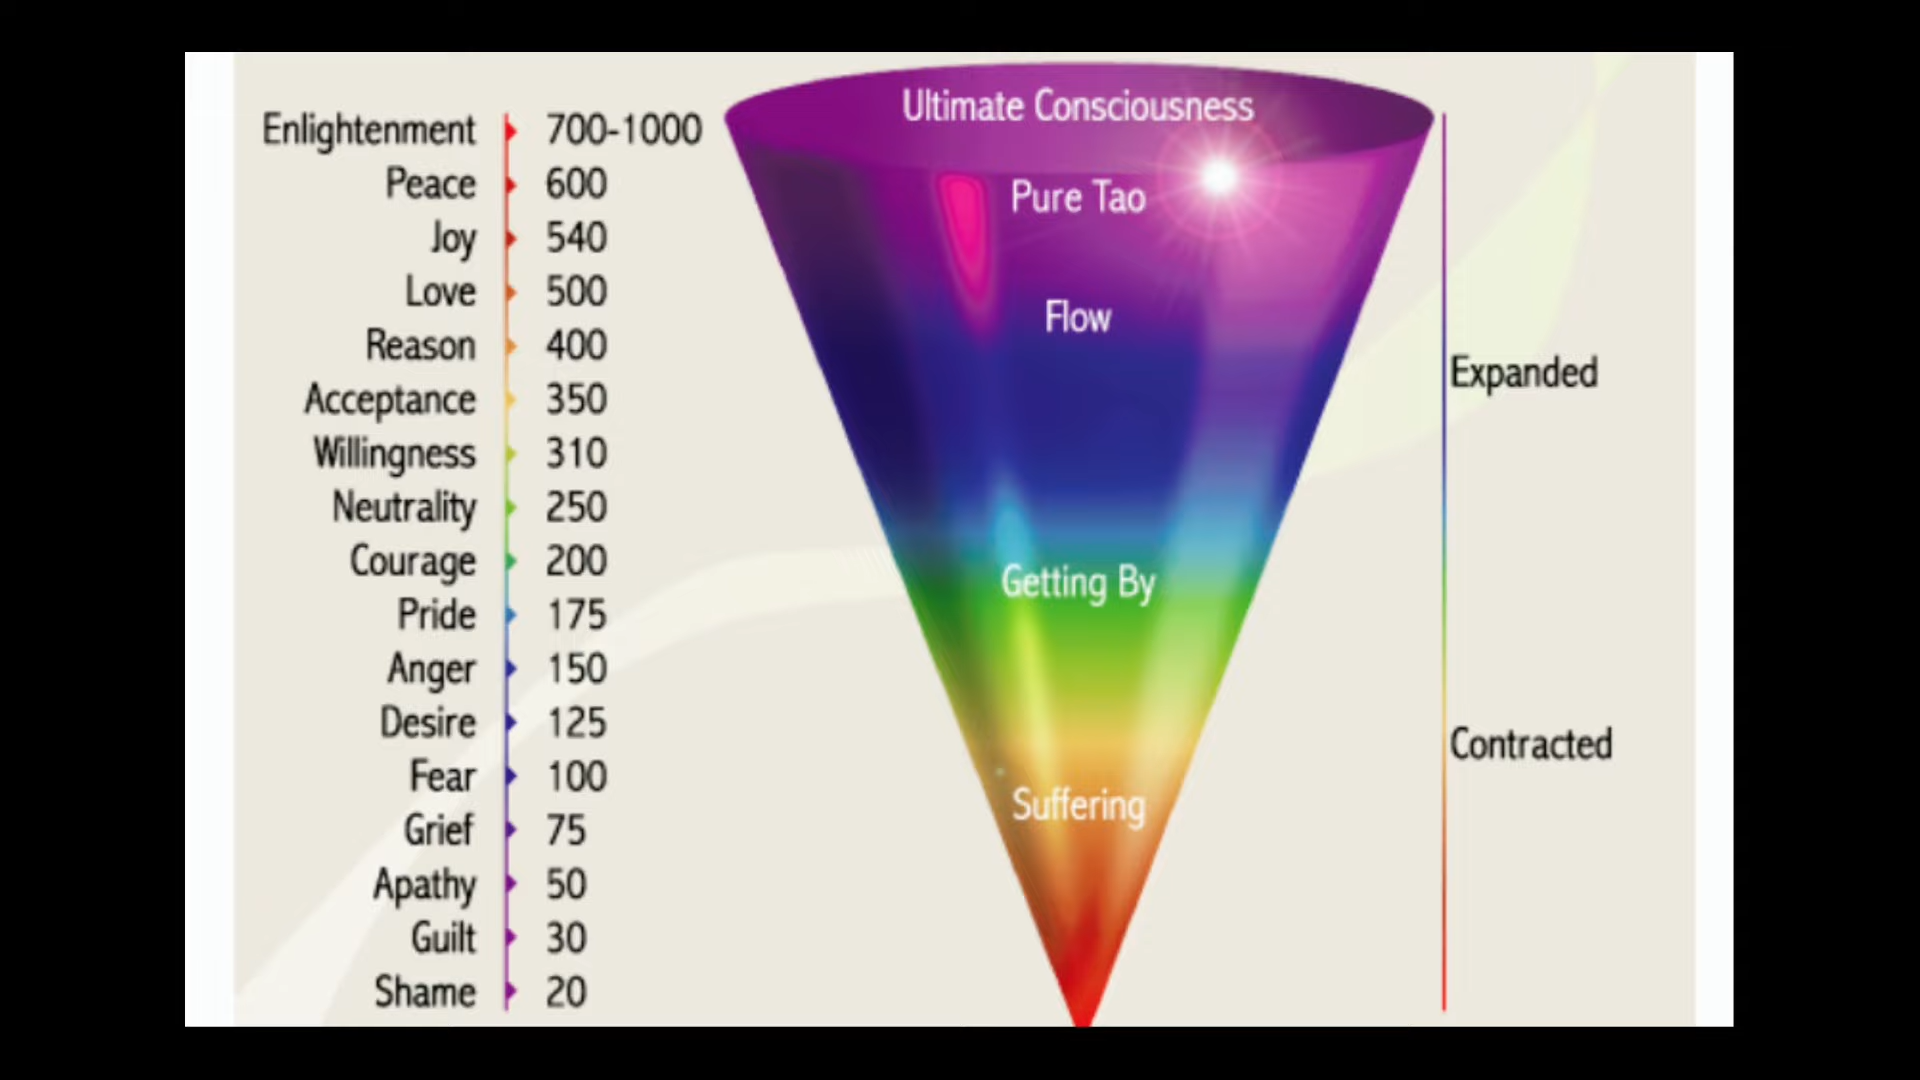 Enlightenment 700-1000
Peace 600
Joy 540
Love 500
Reason 400
Acceptance 350
Willingness 310
Neutrality 250
Courage 200
Pride 175
Anger 150
Desire 125
Fear 100
Grief 75
Apathy 50
Guilt 30
Shame 20
Ultimate Consciousness
Pure Tao
Flow
Getting By
Suffering
Expanded
Contracted